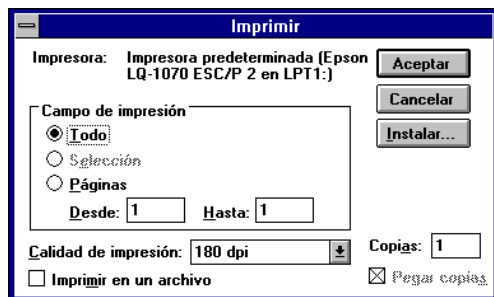 Imprimir
Impresora: Impresora predeterminada (Epson
LQ-1070 ESC/P 2 en LPT1:)
Aceptar
Cancelar
Instalar...
Campo de impresión
Todo
Selección
Páginas
Desde: 1 Hasta: 1
Calidad de impresión: 180 dpi
Copias: 1
Imprimir en un archivo
Pegar copias